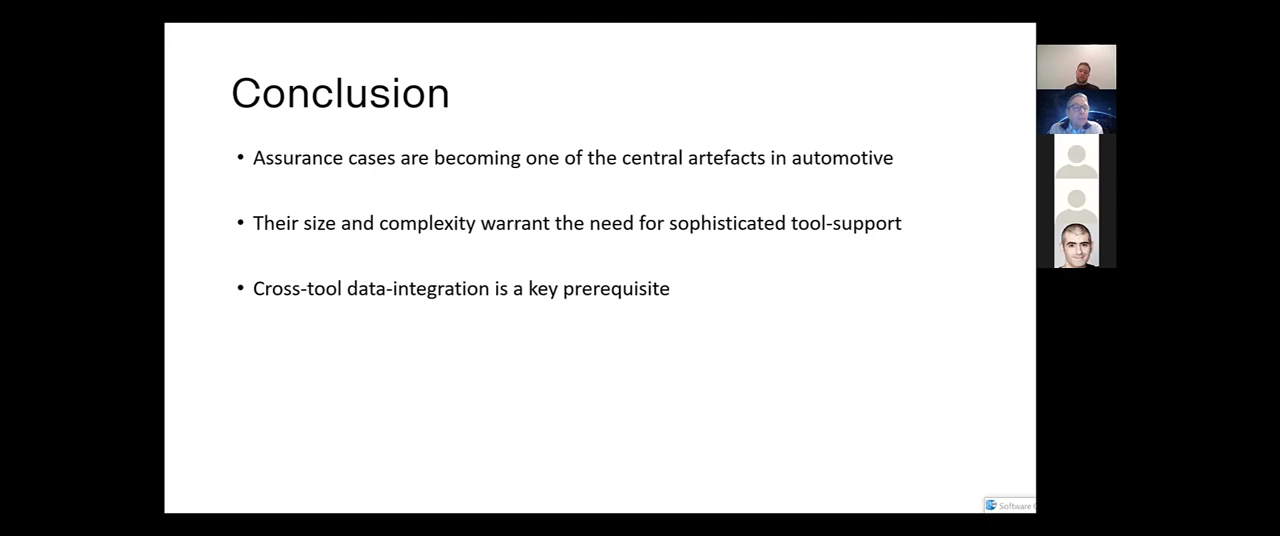 Conclusion
• Assurance cases are becoming one of the central artefacts in automotive
• Their size and complexity warrant the need for sophisticated tool-support
• Cross-tool data-integration is a key prerequisite
Software